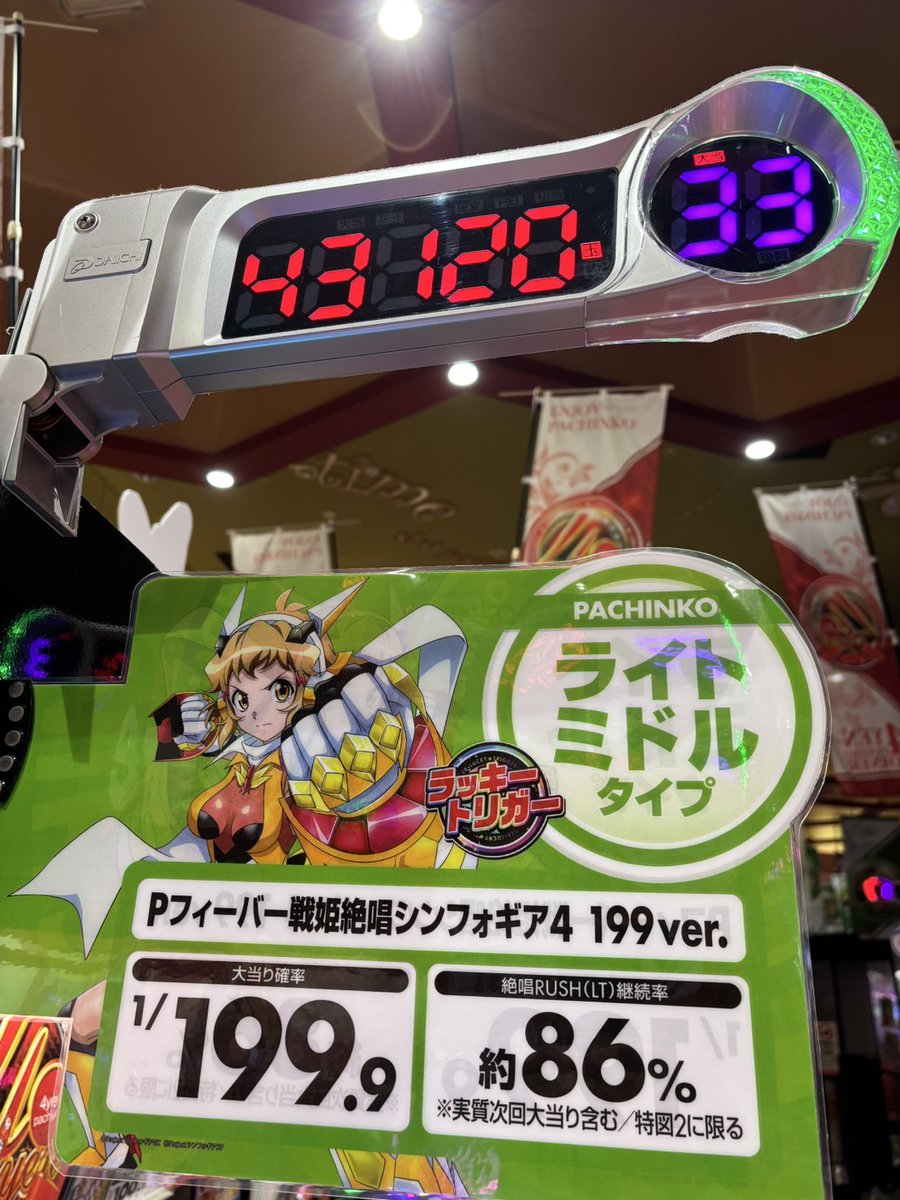 DAIICHI
43120
玉
大当
33
ENJOY
PACHINKO
PACHINKO
ライト
ミドル
タイプ
ラッキー
トリガー
Pフィーバー戦姫絶唱シンフォギア4 199 ver.
大当り確率
1/199.9
絶唱RUSH(LT)継続率
約86%
※実質次回大当り含む/特図2に限る